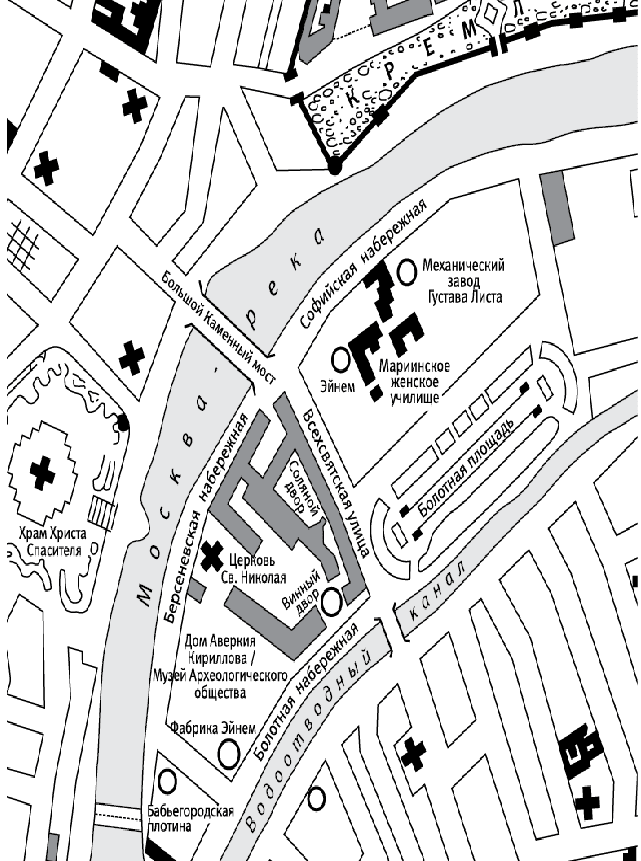 КРЕМЛ
Москва-
река
Софийская набережная
Механический
завод
Густава Листа
Большой Каменный мост
Эйнем
Мариинское
женское
училище
Всехсвятская улица
Болотная площадь
Берсеневская набережная
Соляной
двор
Храм Христа
Спасителя
Церковь
Св. Николая
Винный
двор
Водоотводный канал
Болотная набережная
Дом Аверкия
Кириллова /
Музей Археологического
общества
Фабрика Эйнем
Бабьегородская
плотина